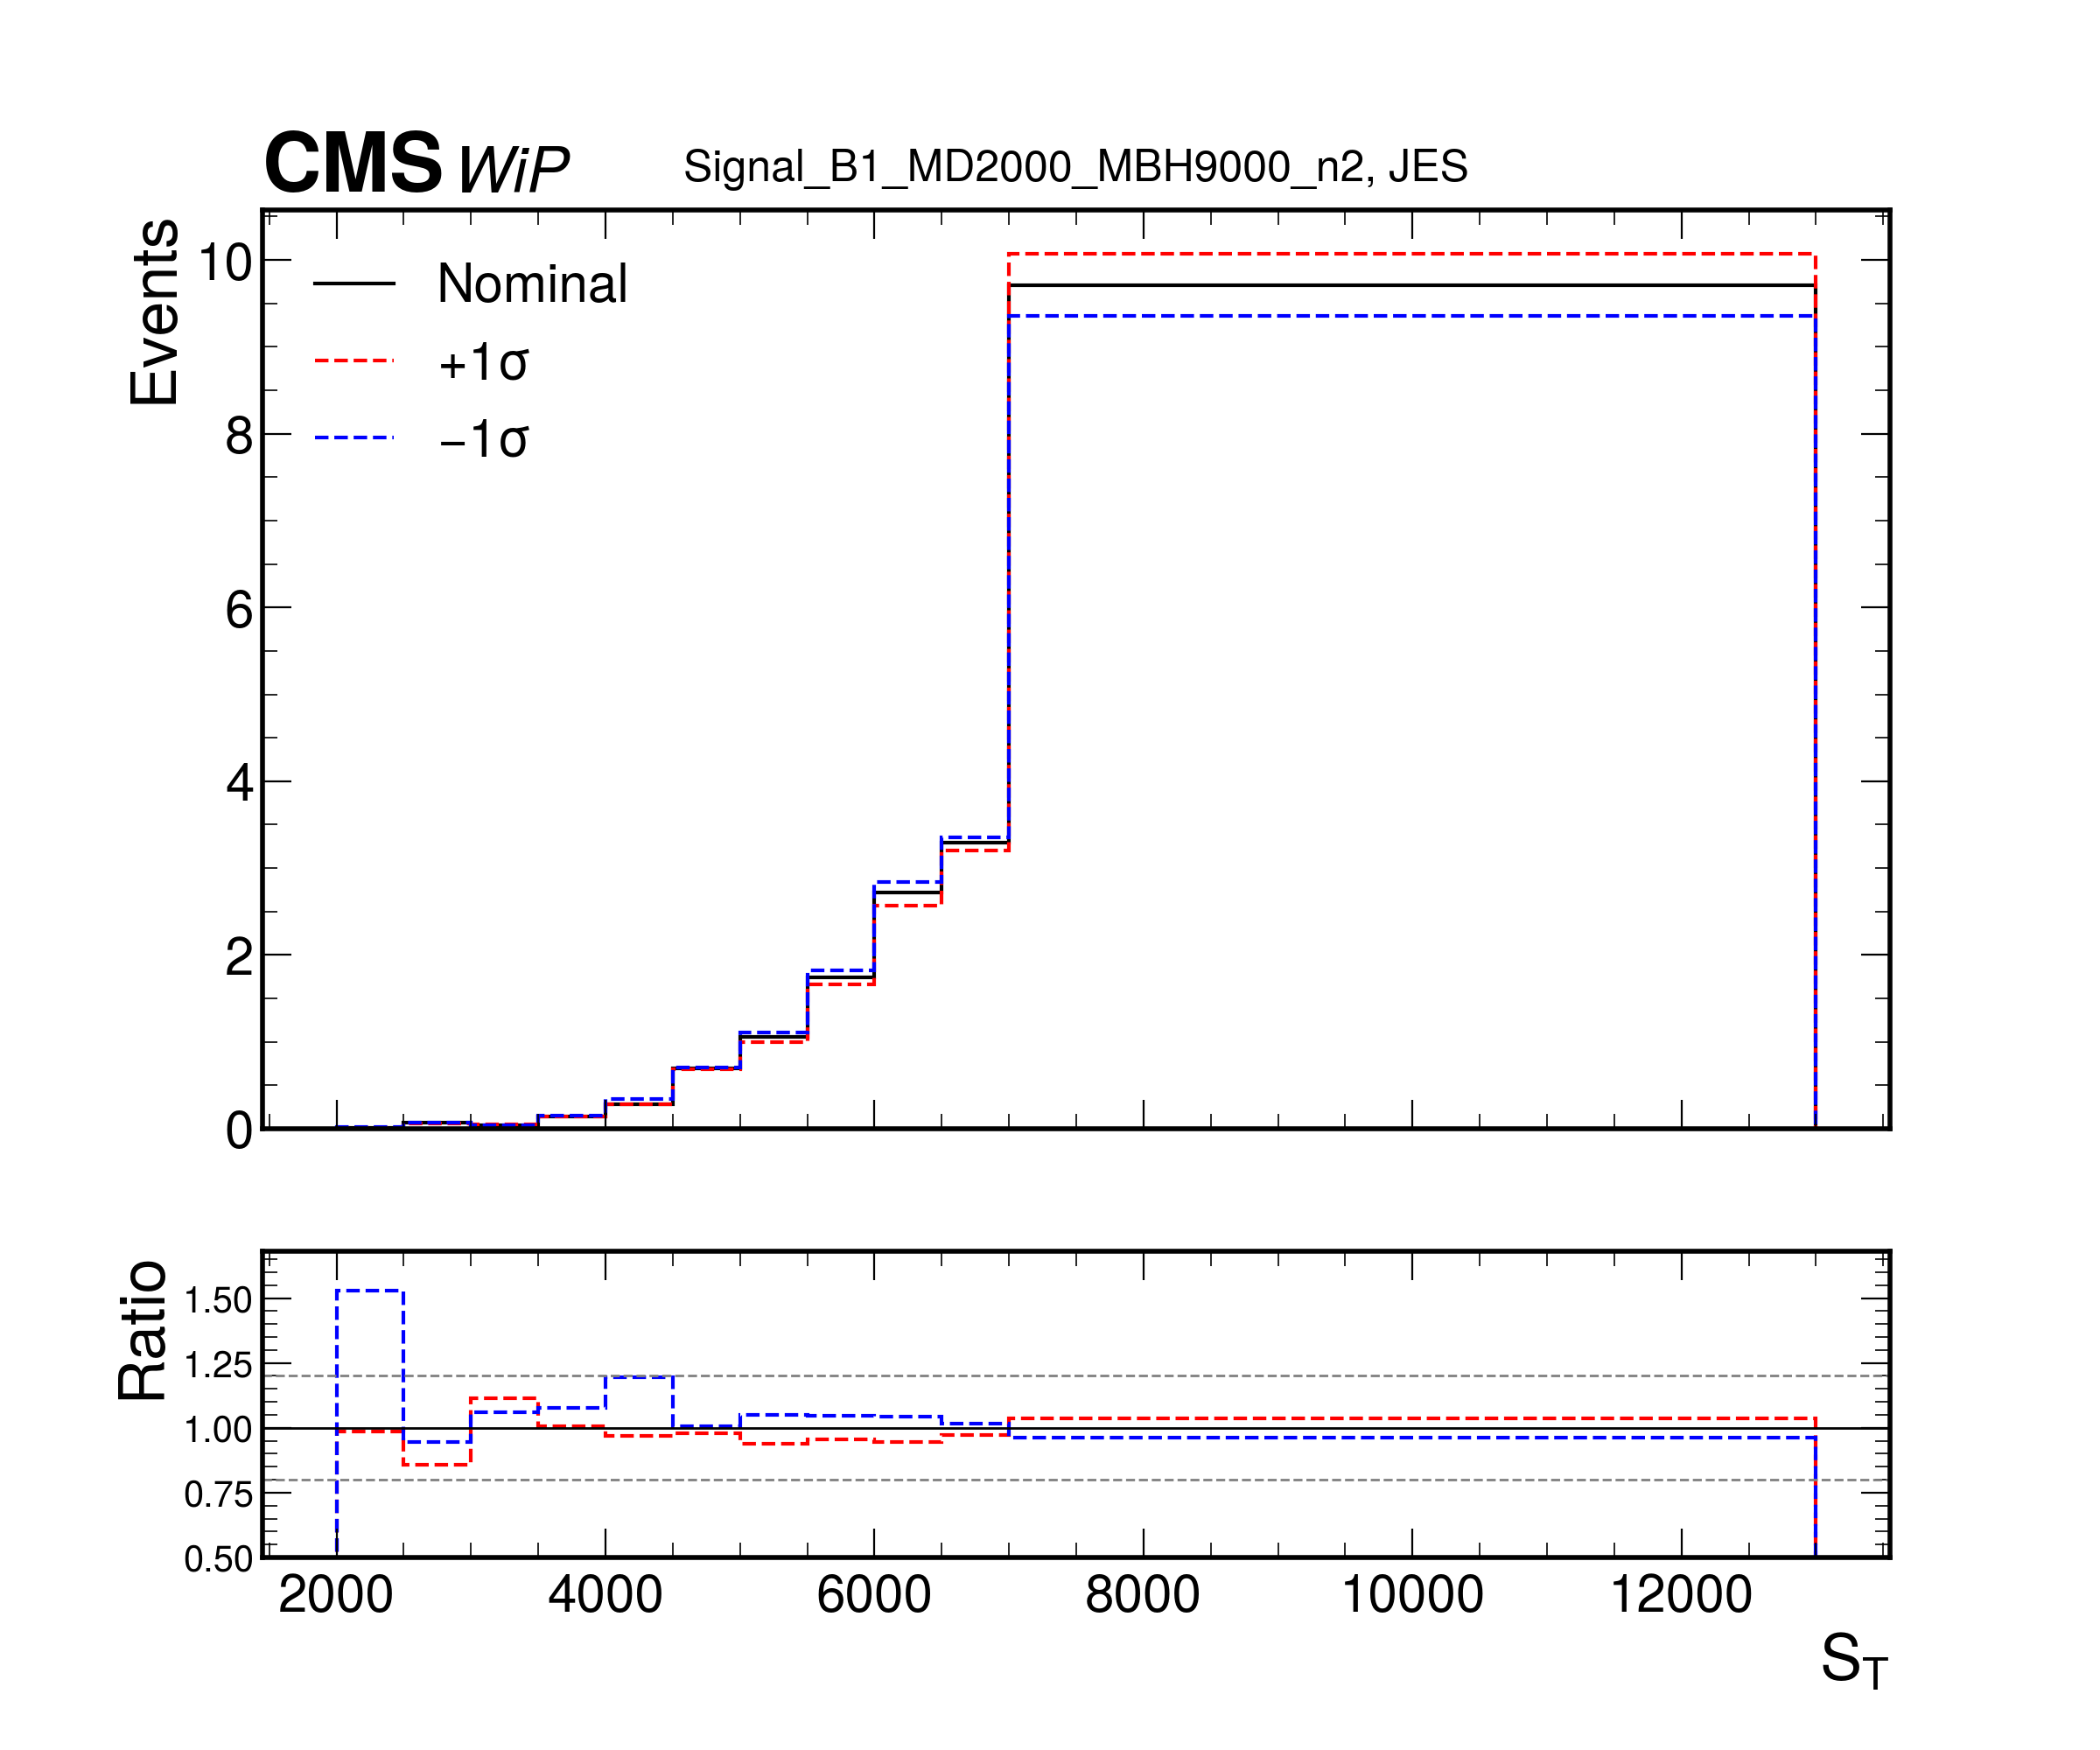 CMS WiP Signal_B1_MD2000_MBH9000_n2, JES
Events
10
8
6
4
2
0
Nominal
+1σ
−1σ
Ratio
1.50
1.25
1.00
0.75
0.50
2000 4000 6000 8000 10000 12000
S_T